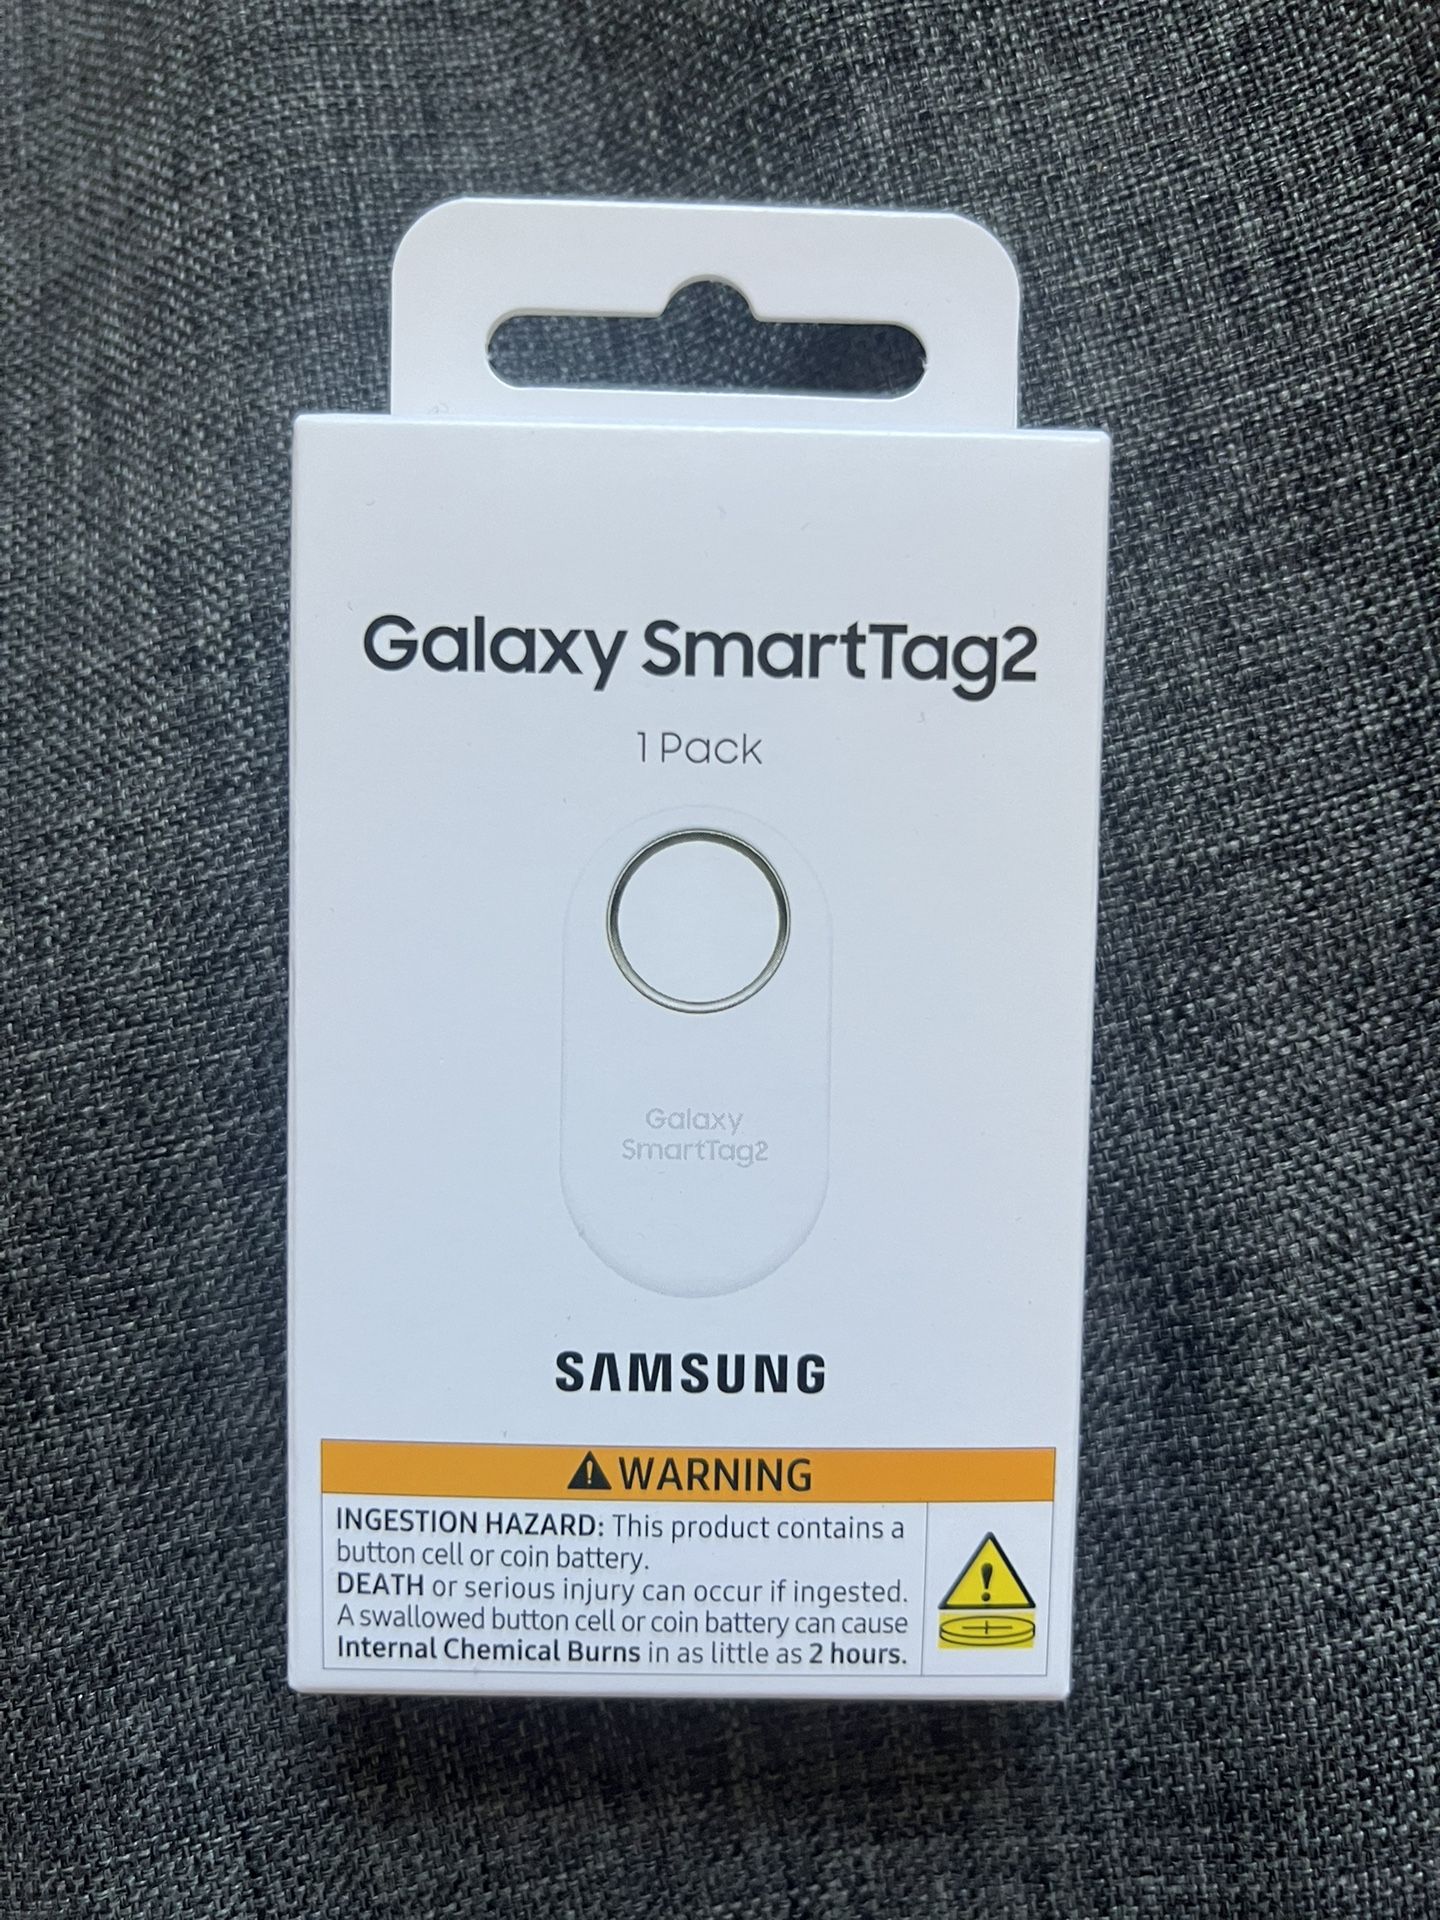 Galaxy SmartTag2
1 Pack
Galaxy
SmartTag2
SAMSUNG
WARNING
INGESTION HAZARD: This product contains a
button cell or coin battery.
DEATH or serious injury can occur if ingested.
A swallowed button cell or coin battery can cause
Internal Chemical Burns in as little as 2 hours.